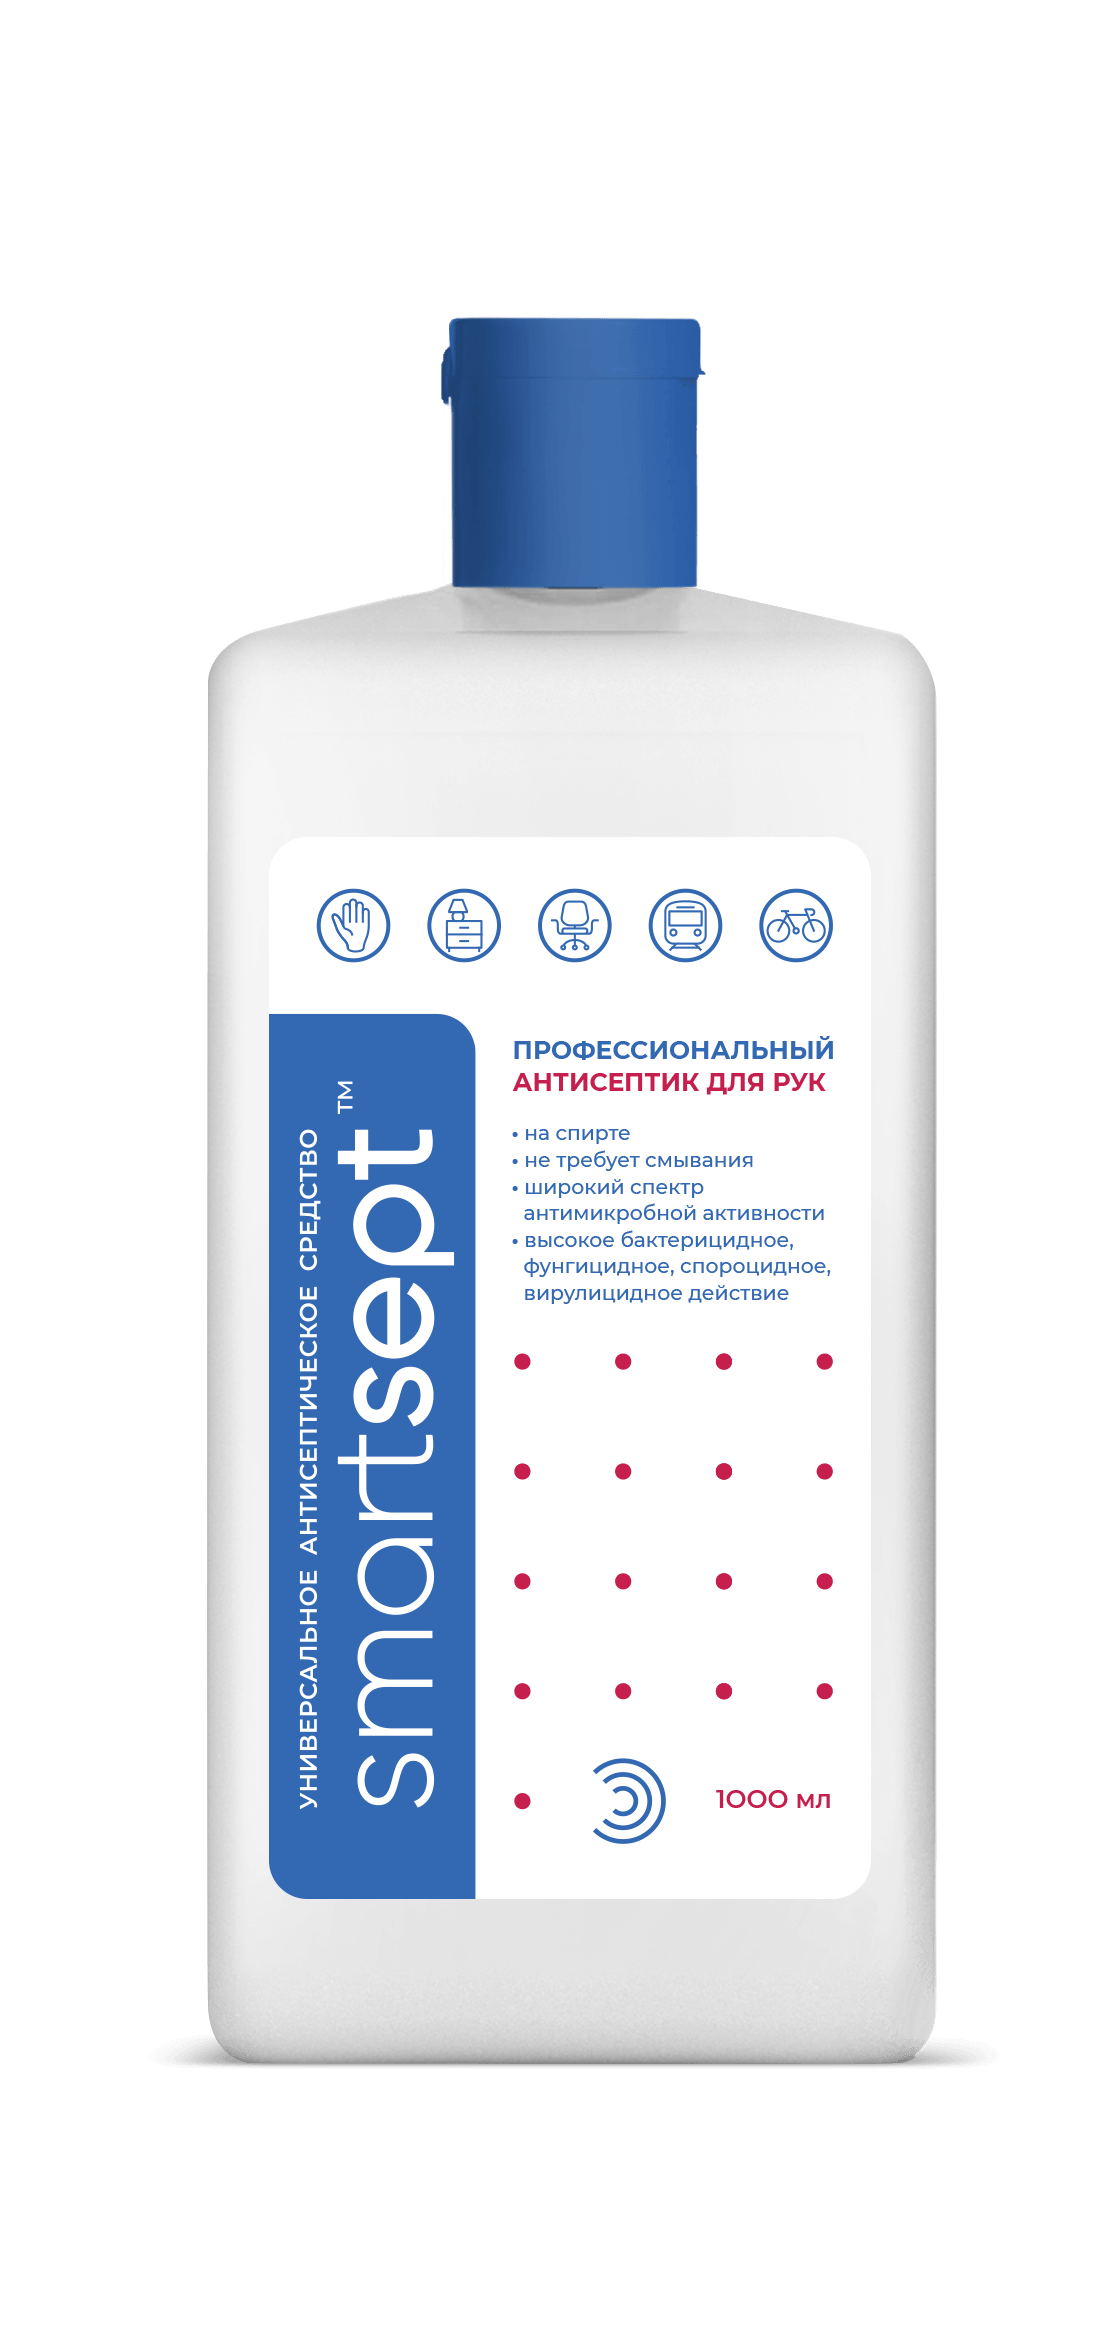 УНИВЕРСАЛЬНОЕ АНТИСЕПТИЧЕСКОЕ СРЕДСТВО
smartsept™
ПРОФЕССИОНАЛЬНЫЙ
АНТИСЕПТИК ДЛЯ РУК
• на спирте
• не требует смывания
• широкий спектр
антимикробной активности
• высокое бактерицидное,
фунгицидное, спороцидное,
вирулицидное действие
1000 мл